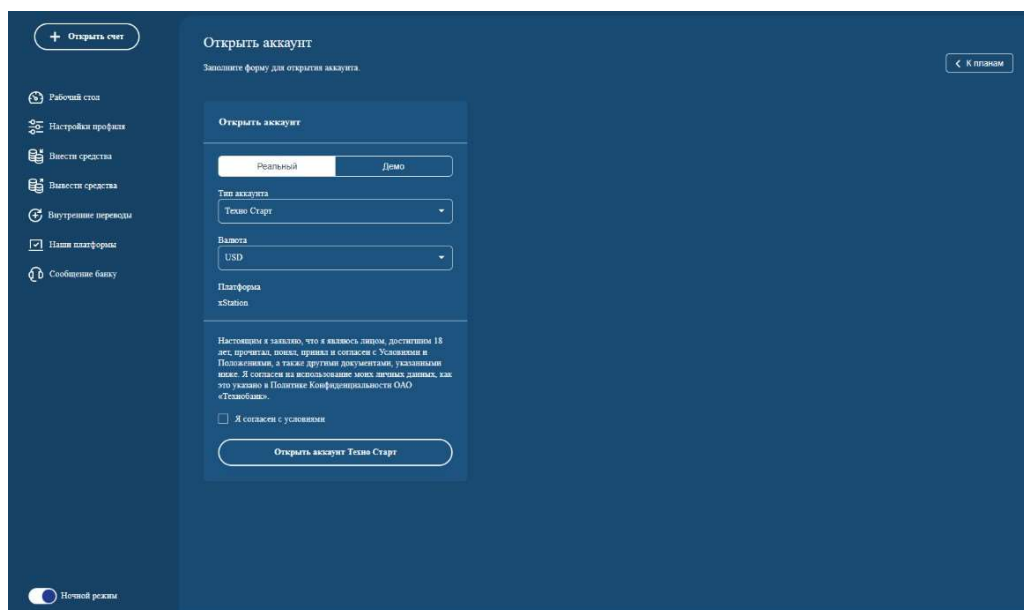 Открыть счет
Рабочий стол
Настройки профиля
Внести средства
Вывести средства
Внутренние переводы
Наши платформы
Сообщение банку
Ночной режим
Открыть аккаунт
Заполните форму для открытия аккаунта.
К планам
Открыть аккаунт
Реальный
Демо
Тип аккаунта
Техно Старт
Валюта
USD
Платформа
xStation
Настоящим я заявляю, что я являюсь лицом, достигшим 18
лет, прочитал, понял, принял и согласен с Условиями и
Положениями, а также другими документами, указанными
ниже. Я согласен на использование моих личных данных, как
это указано в Политике Конфиденциальности ОАО
«Технобанк».
Я согласен с условиями
Открыть аккаунт Техно Старт